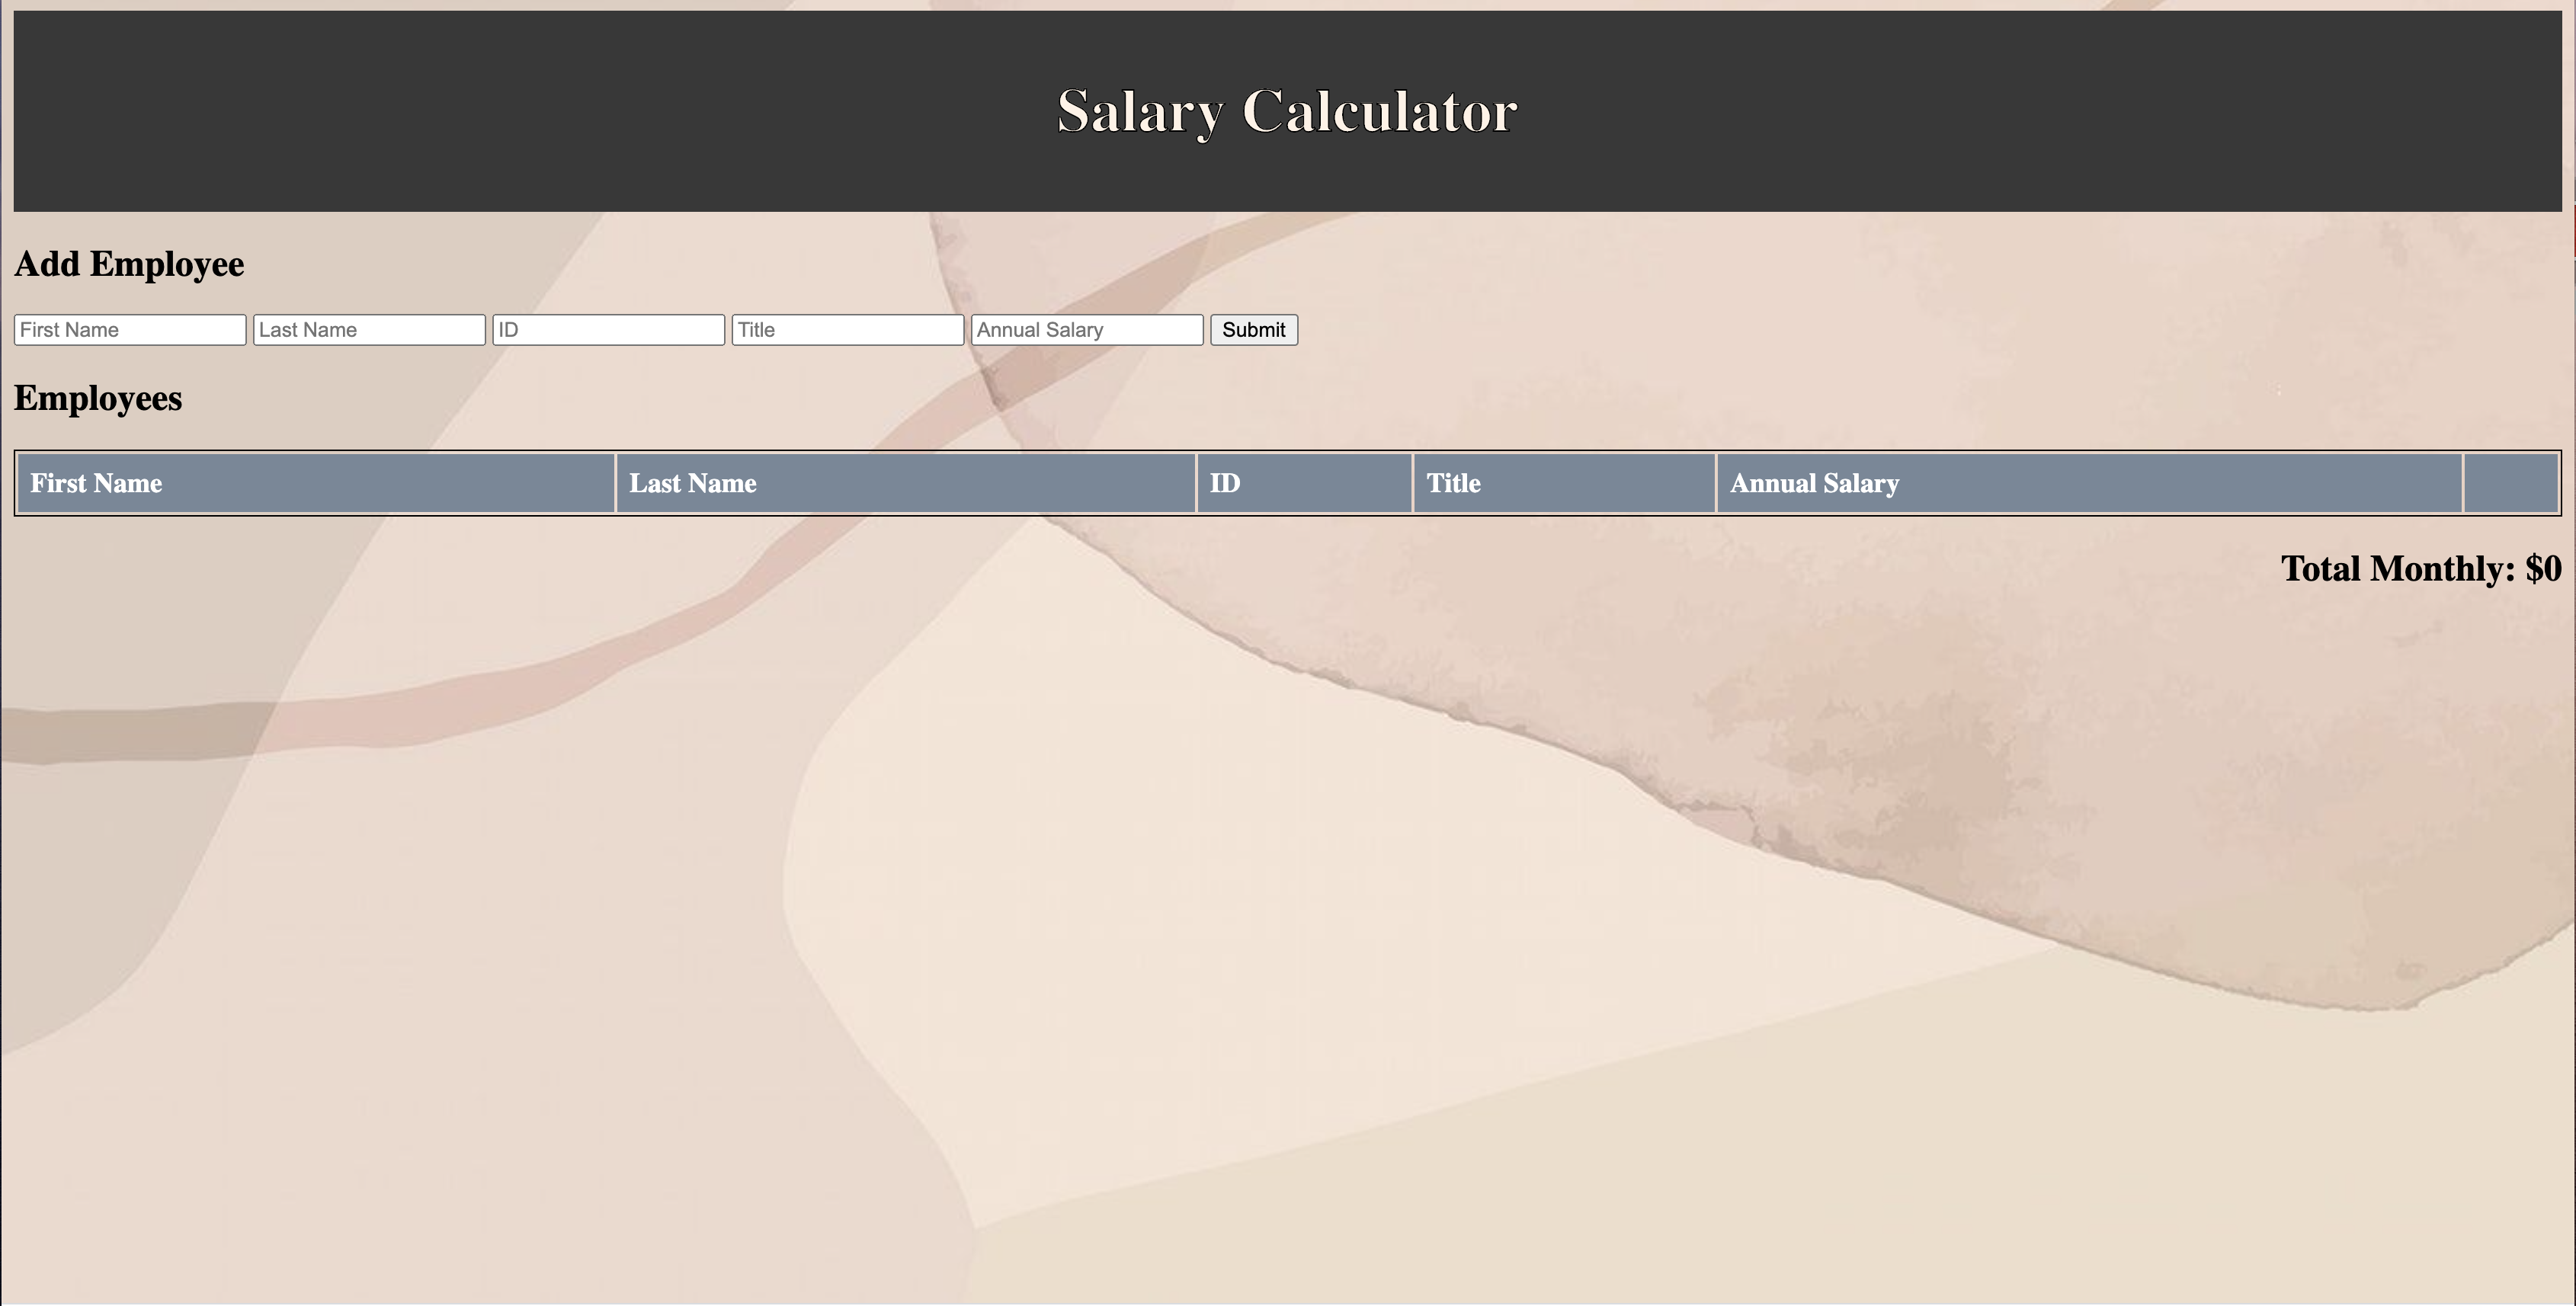 Salary Calculator
Add Employee
First Name Last Name ID Title Annual Salary Submit
Employees
First Name Last Name ID Title Annual Salary
Total Monthly: $0